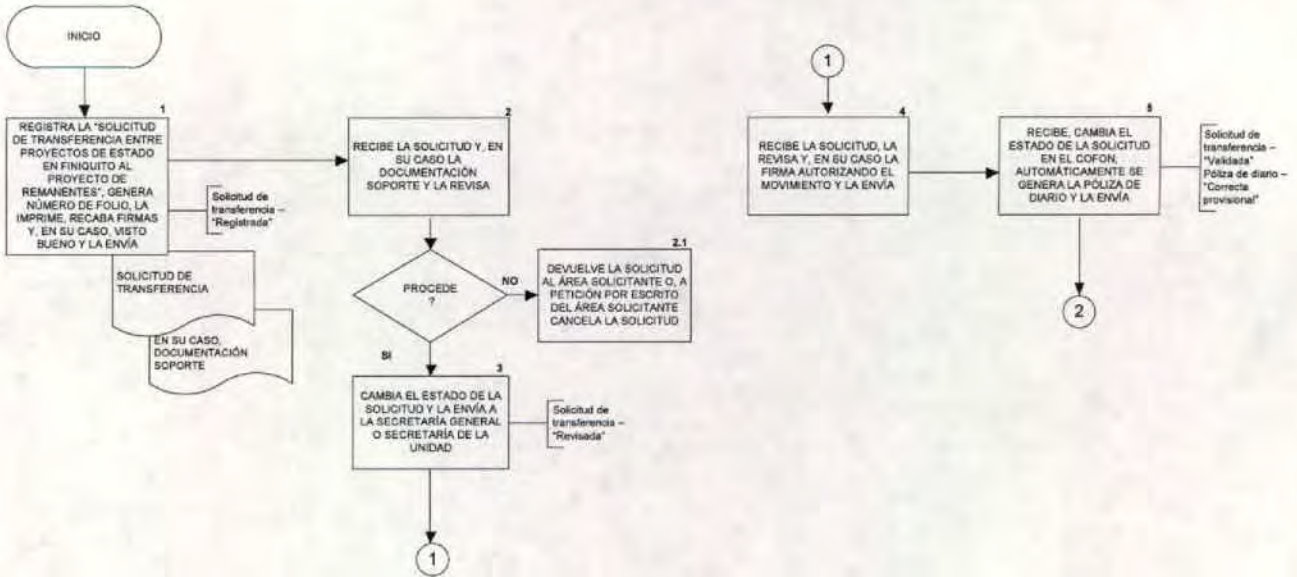 INICIO
1
REGISTRA LA "SOLICITUD
DE TRANSFERENCIA ENTRE
PROYECTOS DE ESTADO
EN FINIQUITO AL
PROYECTO DE
REMANENTES", GENERA
NÚMERO DE FOLIO, LA
IMPRIME, RECABA FIRMAS
Y, EN SU CASO, VISTO
BUENO Y LA ENVÍA
Solicitud de
transferencia –
"Registrada"
SOLICITUD DE
TRANSFERENCIA
EN SU CASO,
DOCUMENTACIÓN
SOPORTE
2
RECIBE LA SOLICITUD Y, EN
SU CASO LA
DOCUMENTACIÓN
SOPORTE Y LA REVISA
PROCEDE
?
NO
2.1
DEVUELVE LA SOLICITUD
AL ÁREA SOLICITANTE O, A
PETICIÓN POR ESCRITO
DEL ÁREA SOLICITANTE
CANCELA LA SOLICITUD
SI
3
CAMBIA EL ESTADO DE LA
SOLICITUD Y LA ENVÍA A
LA SECRETARÍA GENERAL
O SECRETARÍA DE LA
UNIDAD
Solicitud de
transferencia –
"Revisada"
1
1
4
RECIBE LA SOLICITUD, LA
REVISA Y, EN SU CASO LA
FIRMA AUTORIZANDO EL
MOVIMIENTO Y LA ENVÍA
5
RECIBE, CAMBIA EL
ESTADO DE LA SOLICITUD
EN EL COFON,
AUTOMÁTICAMENTE SE
GENERA LA PÓLIZA DE
DIARIO Y LA ENVÍA
Solicitud de
transferencia –
"Validada"
Póliza de diario –
"Correcta
provisional"
2